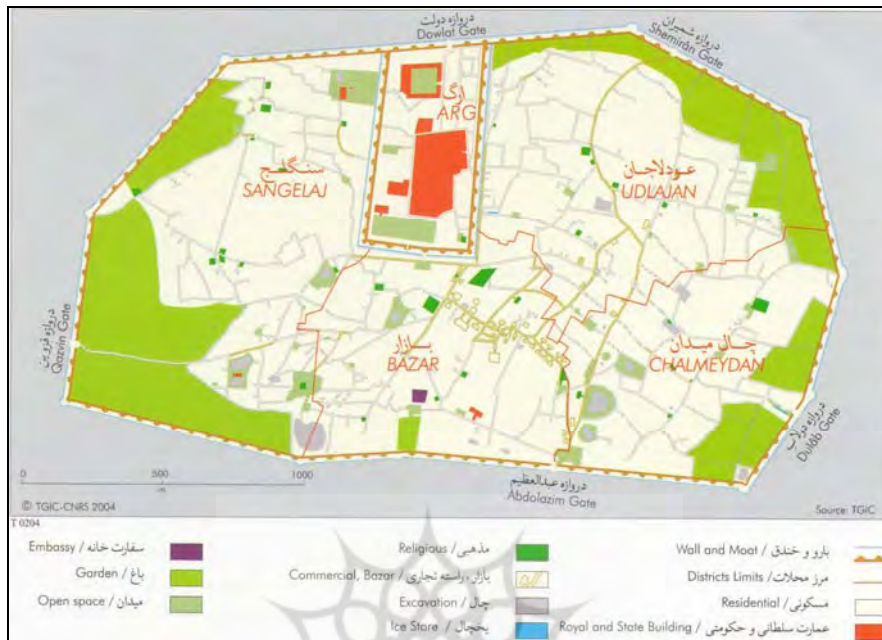 دروازه دولت
Dowlat Gate
دروازه شمیران
Shemirān Gate
ارگ
ARG
سنگلج
SANGELAJ
عودلاجان
UDLAJAN
دروازه قزوین
Qazvin Gate
بازار
BAZAR
چال میدان
CHALMEYDAN
دروازه دولاب
Dulāb Gate
0 500 1000
m
دروازه عبدالعظیم
Abdolazim Gate
© TGIC-CNRS 2004
Source: TGIC
T 0204
Embassy / سفارت خانه
Religious / مذهبی
Wall and Moat / بارو و خندق
Garden / باغ
Commercial, Bazar / بازار، راسته تجاری
Districts Limits / مرز محلات
Open space / میدان
Excavation / چال
Residential / مسکونی
Ice Store / یخچال
Royal and State Building / عمارت سلطانی و حکومتی